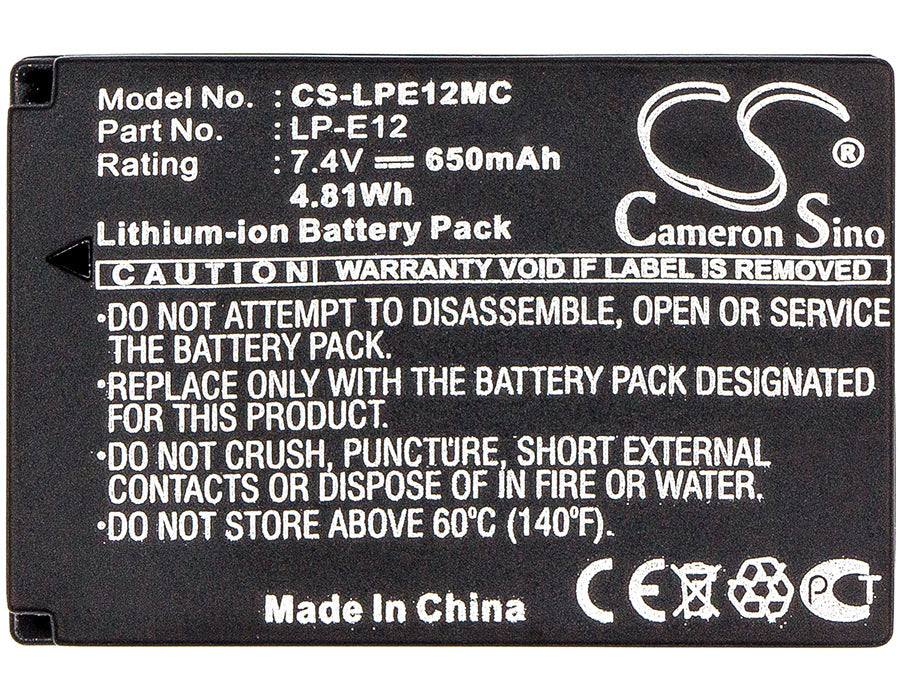 Model No. : CS-LPE12MC
Part No. : LP-E12
Rating : 7.4V 650mAh
4.81Wh
Lithium-ion Battery Pack
CS ®
Cameron Sino
CAUTION WARRANTY VOID IF LABEL IS REMOVED
•DO NOT ATTEMPT TO DISASSEMBLE, OPEN OR SERVICE
THE BATTERY PACK.
•REPLACE ONLY WITH THE BATTERY PACK DESIGNATED
FOR THIS PRODUCT.
•DO NOT CRUSH, PUNCTURE, SHORT EXTERNAL
CONTACTS OR DISPOSE OF IN FIRE OR WATER.
•DO NOT STORE ABOVE 60°C (140°F).
Made In China CE PCT